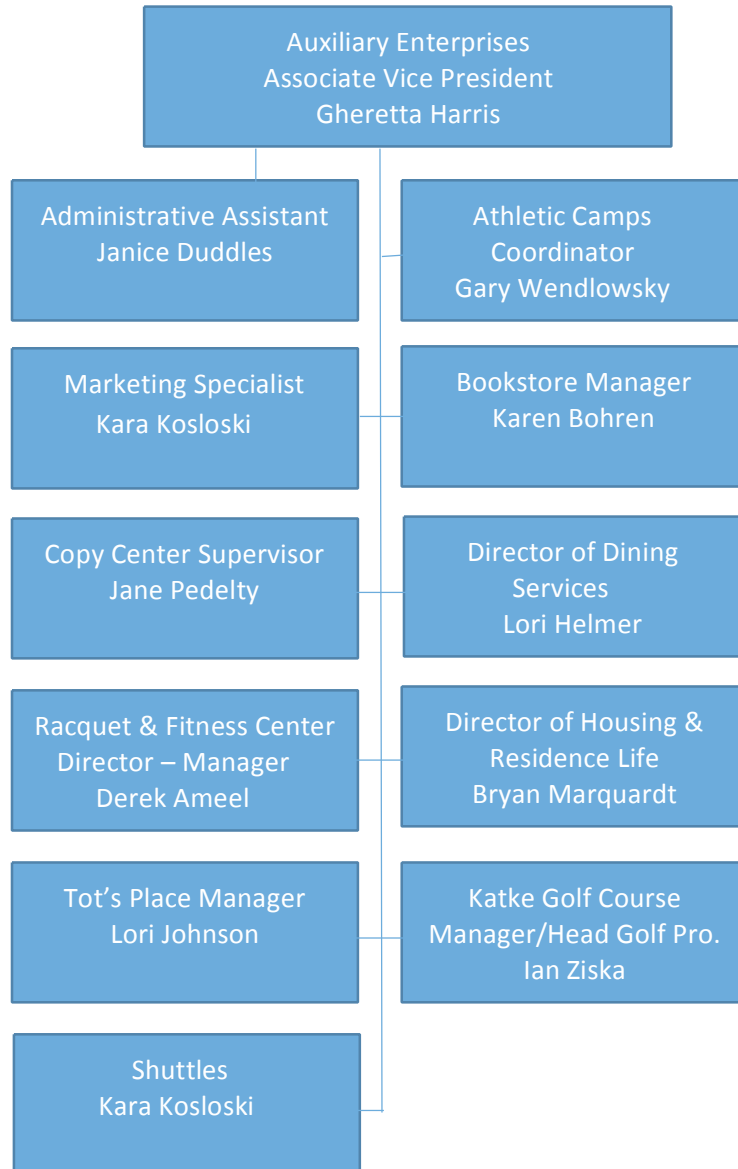 Auxiliary Enterprises
Associate Vice President
Gheretta Harris
Administrative Assistant
Janice Duddles
Athletic Camps
Coordinator
Gary Wendlowsky
Marketing Specialist
Kara Kosloski
Bookstore Manager
Karen Bohren
Copy Center Supervisor
Jane Pedelty
Director of Dining
Services
Lori Helmer
Racquet & Fitness Center
Director – Manager
Derek Ameel
Director of Housing &
Residence Life
Bryan Marquardt
Tot’s Place Manager
Lori Johnson
Katke Golf Course
Manager/Head Golf Pro.
Ian Ziska
Shuttles
Kara Kosloski